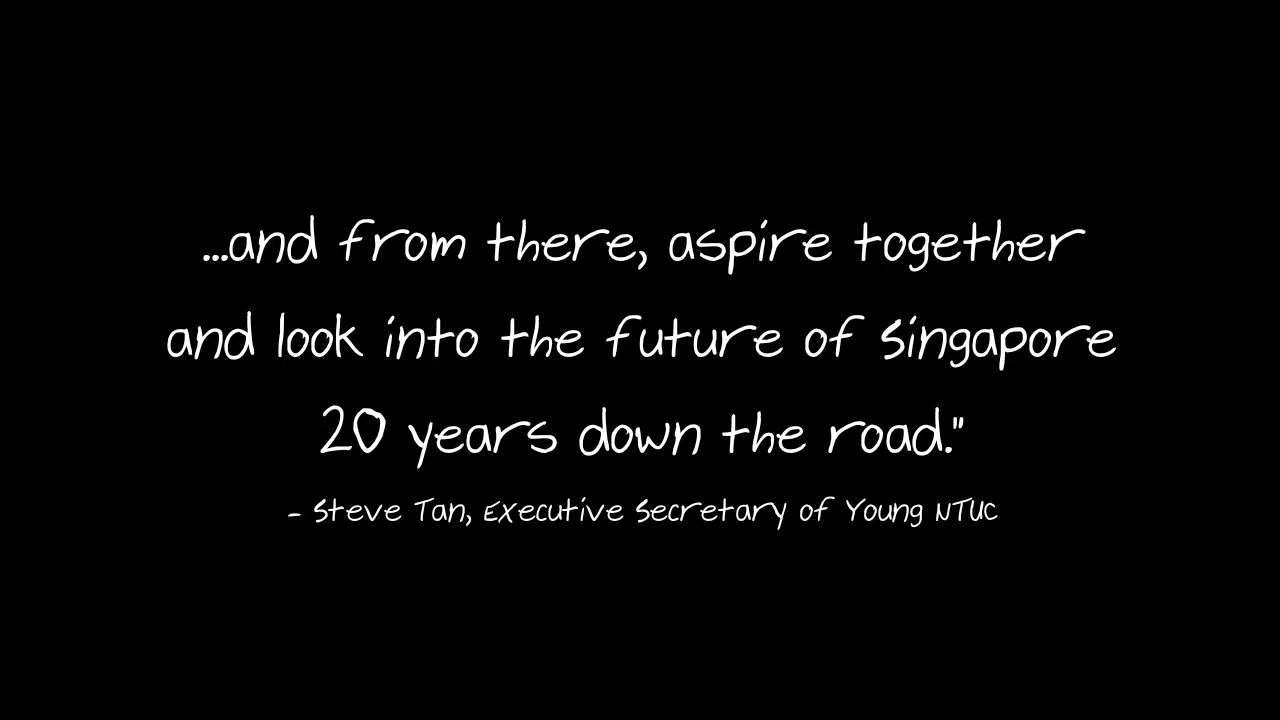 ...and from there, aspire together
and look into the future of Singapore
20 years down the road."
- Steve Tan, Executive Secretary of Young NTUC